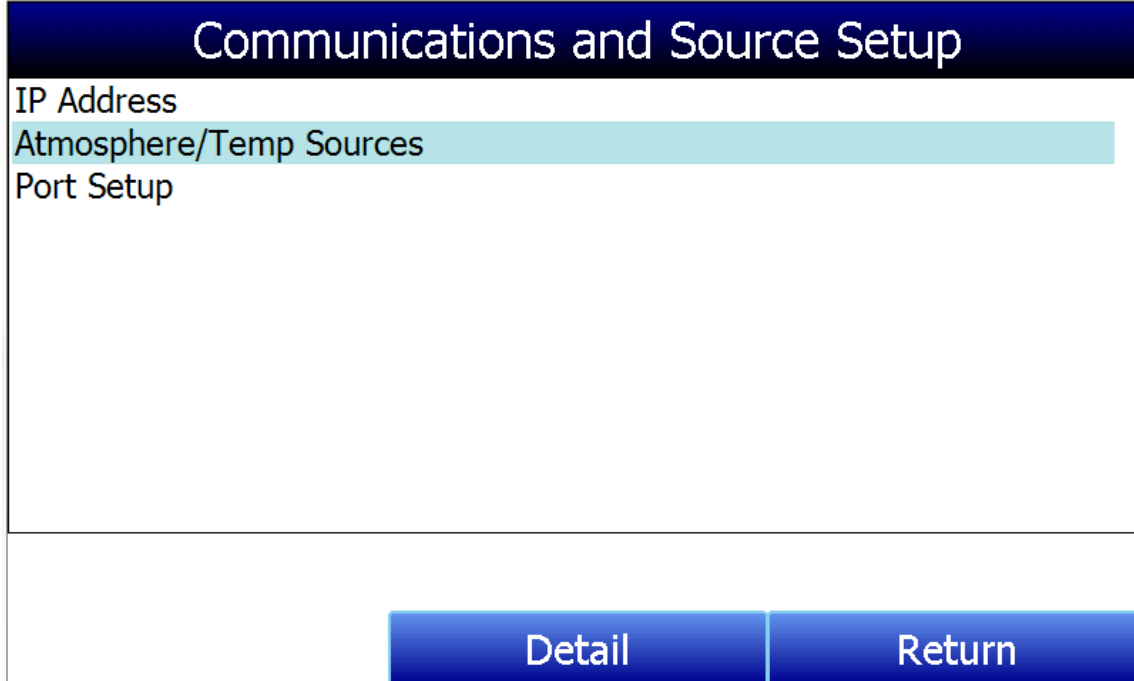 Communications and Source Setup
IP Address
Atmosphere/Temp Sources
Port Setup
Detail
Return